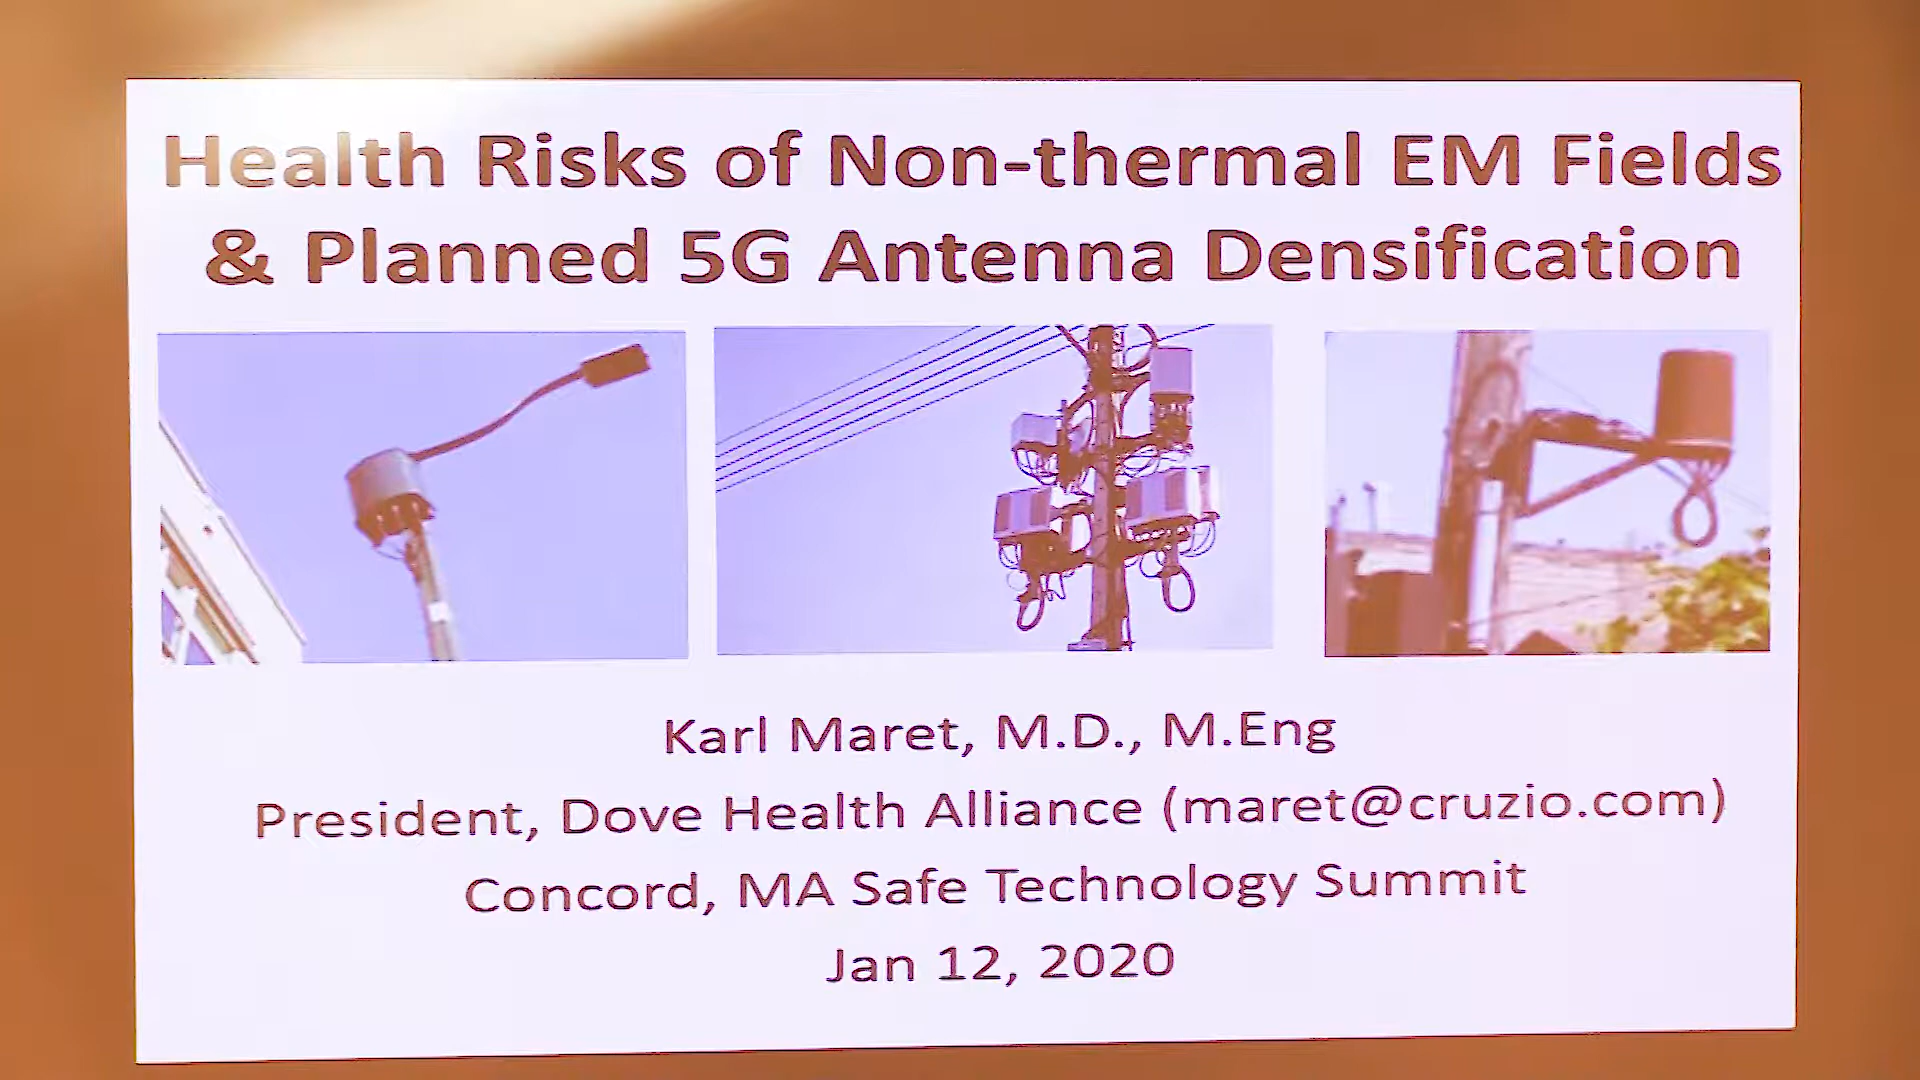 Health Risks of Non-thermal EM Fields
& Planned 5G Antenna Densification
Karl Maret, M.D., M.Eng
President, Dove Health Alliance (maret@cruzio.com)
Concord, MA Safe Technology Summit
Jan 12, 2020